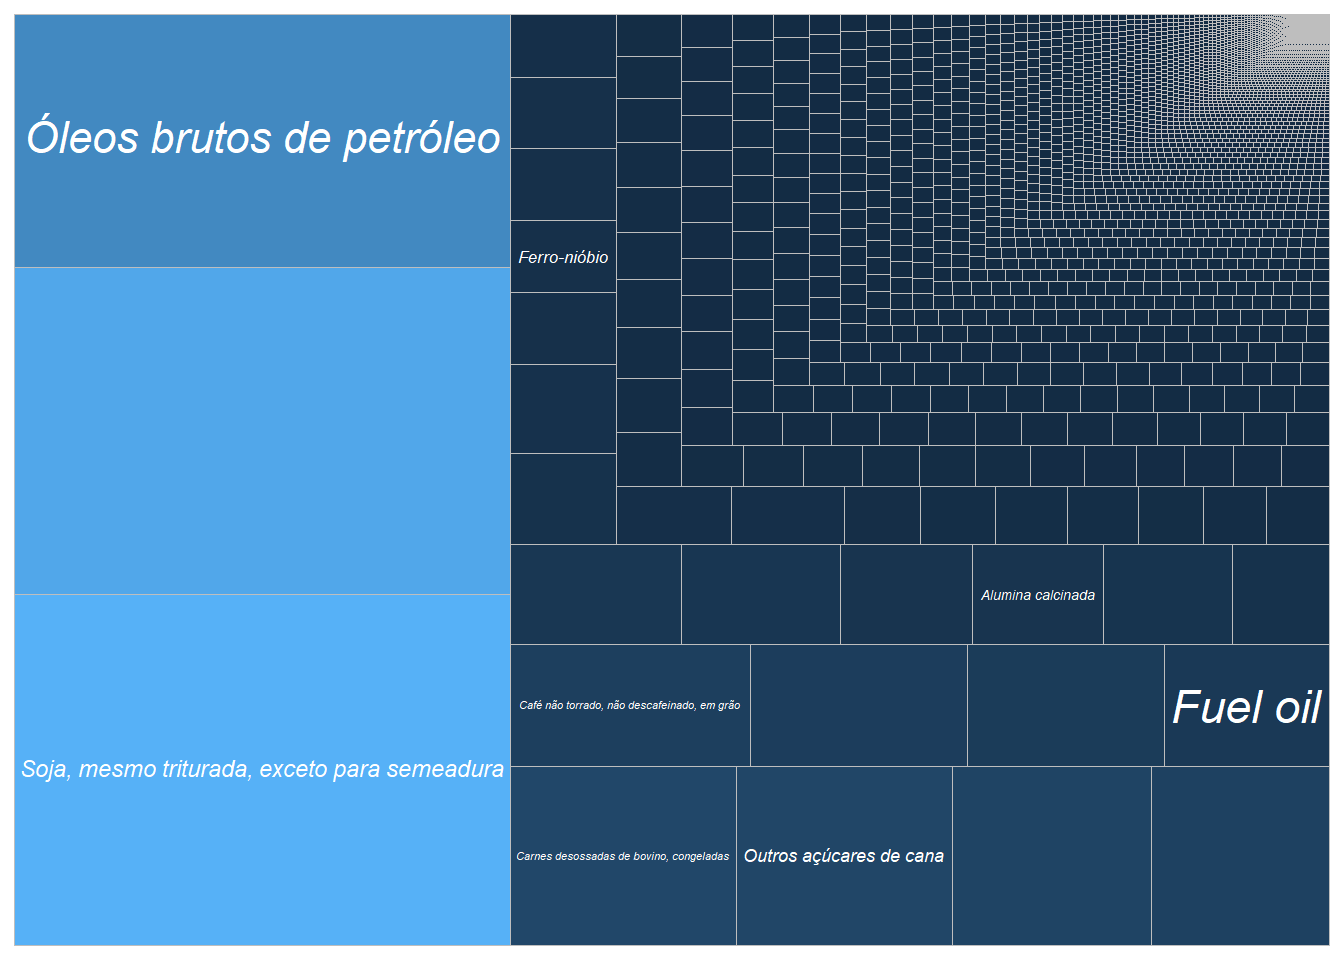 Óleos brutos de petróleo
Ferro-nióbio
Alumina calcinada
Café não torrado, não descafeinado, em grão
Fuel oil
Soja, mesmo triturada, exceto para semeadura
Carnes desossadas de bovino, congeladas
Outros açúcares de cana